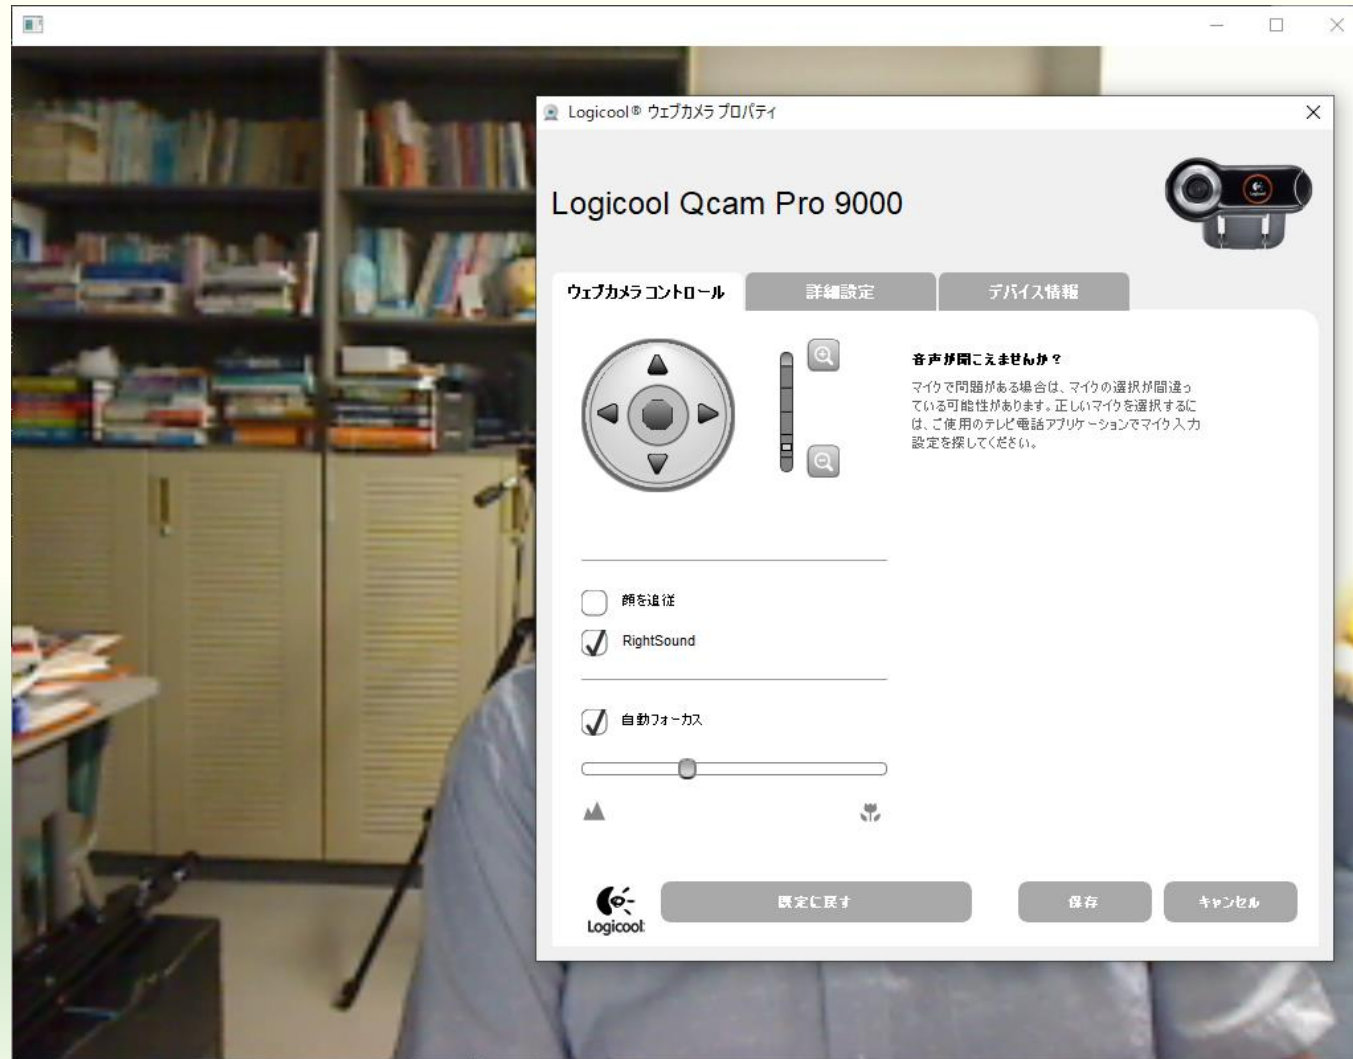 Logicool® ウェブカメラ プロパティ
Logicool Qcam Pro 9000
ウェブカメラ コントロール
詳細設定
デバイス情報
音声が聞こえませんか？
マイクで問題がある場合は、マイクの選択が間違っ
ている可能性があります。正しいマイクを選択するに
は、ご使用のテレビ電話アプリケーションでマイク入力
設定を探してください。
顔を追従
RightSound
自動フォーカス
Logicool
既定に戻す
保存
キャンセル